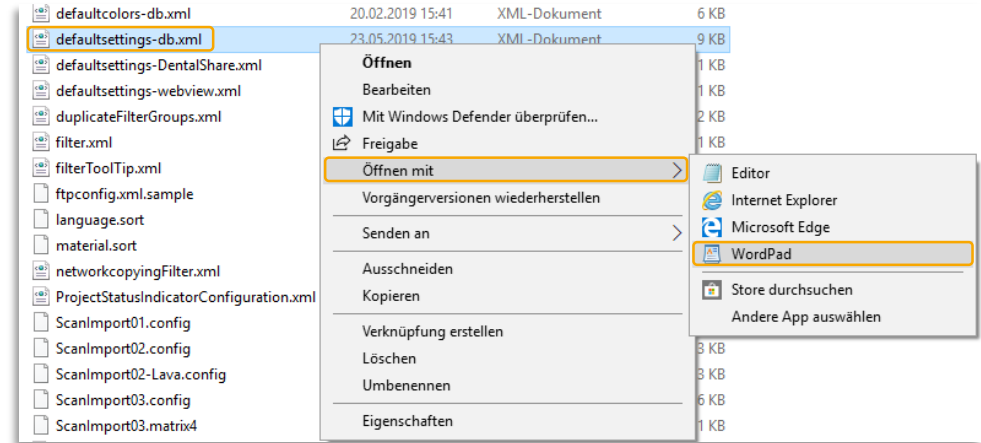 defaultcolors-db.xml 20.02.2019 15:41 XML-Dokument 6 KB
defaultsettings-db.xml 23.05.2019 15:43 XML-Dokument 9 KB
defaultsettings-DentalShare.xml 1 KB
defaultsettings-webview.xml 1 KB
duplicateFilterGroups.xml 2 KB
filter.xml 1 KB
filterToolTip.xml
ftpconfig.xml.sample
language.sort
material.sort
networkcopyingFilter.xml
ProjectStatusIndicatorConfiguration.xml
ScanImport01.config
ScanImport02.config 3 KB
ScanImport02-Lava.config 3 KB
ScanImport03.config 6 KB
ScanImport03.matrix4 1 KB
Öffnen
Bearbeiten
Mit Windows Defender überprüfen...
Freigabe
Öffnen mit
Vorgängerversionen wiederherstellen
Senden an
Ausschneiden
Kopieren
Verknüpfung erstellen
Löschen
Umbenennen
Eigenschaften
Editor
Internet Explorer
Microsoft Edge
WordPad
Store durchsuchen
Andere App auswählen